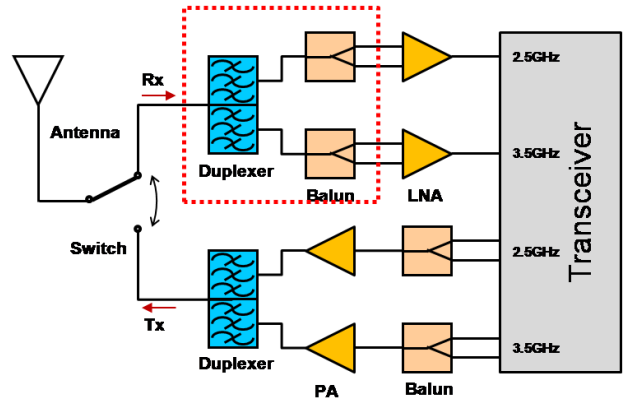 Rx
2.5GHz
Antenna
3.5GHz
Duplexer
Balun
LNA
Switch
2.5GHz
Tx
3.5GHz
Duplexer
PA
Balun
Transceiver